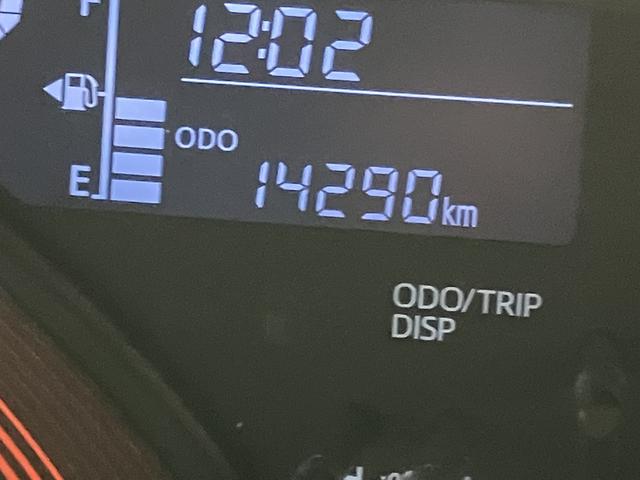 F
12:02
ODO
E 14290km
ODO/TRIP
DISP